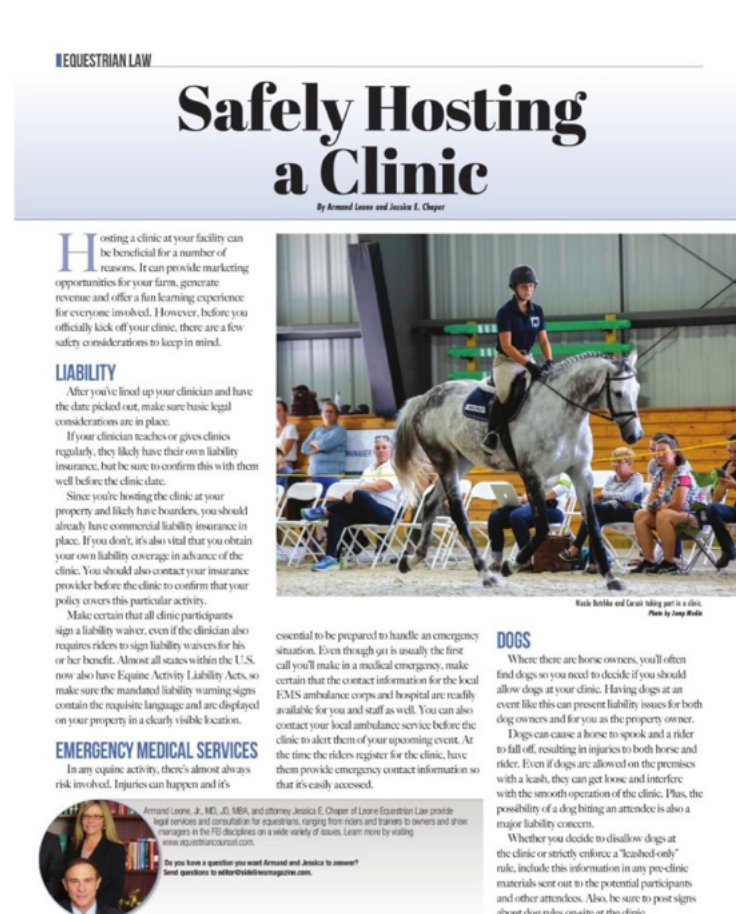 EQUESTRIAN LAW
Safely Hosting
a Clinic
By Armand Leone and Jessica E. Choper
Hosting a clinic at your facility can
be beneficial for a number of
reasons. It can provide marketing
opportunities for your farm, generate
revenue and offer a fun learning experience
for everyone involved. However, before you
officially kick off your clinic, there are a few
safety considerations to keep in mind.
LIABILITY
After you've lined up your clinician and have
the date picked out, make sure basic legal
considerations are in place.
If your clinician teaches or gives clinics
regularly, they likely have their own liability
insurance, but be sure to confirm this with them
well before the clinic date.
Since you're hosting the clinic at your
property and likely have boarders, you should
already have commercial liability insurance in
place. If you don't, it's also vital that you obtain
your own liability coverage in advance of the
clinic. You should also contact your insurance
provider before the clinic to confirm that your
policy covers this particular activity.
Make certain that all clinic participants
sign a liability waiver, even if the clinician also
requires riders to sign liability waivers for his
or her benefit. Almost all states within the U.S.
now also have Equine Activity Liability Acts, so
make sure the mandated liability warning signs
contain the requisite language and are displayed
on your property in a clearly visible location.
EMERGENCY MEDICAL SERVICES
In any equine activity, there's almost always
risk involved. Injuries can happen and it's
MANAGER
Nicole Butchko and Corsair taking part in a clinic.
Photo by Jump Media
essential to be prepared to handle an emergency
situation. Even though 911 is usually the first
call you'll make in a medical emergency, make
certain that the contact information for the local
EMS ambulance corps and hospital are readily
available for you and staff as well. You can also
contact your local ambulance service before the
clinic to alert them of your upcoming event. At
the time the riders register for the clinic, have
them provide emergency contact information so
that it's easily accessed.
DOGS
Where there are horse owners, you'll often
find dogs so you need to decide if you should
allow dogs at your clinic. Having dogs at an
event like this can present liability issues for both
dog owners and for you as the property owner.
Dogs can cause a horse to spook and a rider
to fall off, resulting in injuries to both horse and
rider. Even if dogs are allowed on the premises
with a leash, they can get loose and interfere
with the smooth operation of the clinic. Plus, the
possibility of a dog biting an attendee is also a
major liability concern.
Whether you decide to disallow dogs at
the clinic or strictly enforce a "leashed-only"
rule, include this information in any pre-clinic
materials sent out to the potential participants
and other attendees. Also, be sure to post signs
about dog rules on-site at the clinic.
Armand Leone, Jr., MD, JD, MBA, and attorney Jessica E. Choper of Leone Equestrian Law provide
legal services and consultation for equestrians, ranging from riders and trainers to owners and show
managers in the FEI disciplines on a wide variety of issues. Learn more by visiting
www.equestriancounsel.com.
Do you have a question you want Armand and Jessica to answer?
Send questions to editor@sidelinesmagazine.com.